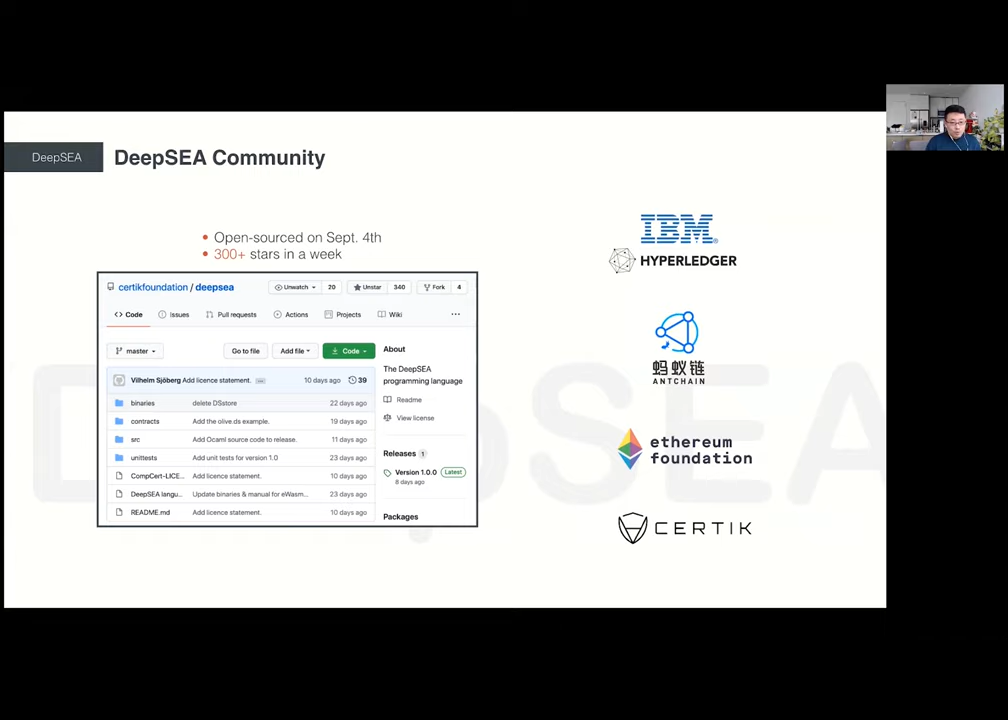 DeepSEA
DeepSEA Community
Open-sourced on Sept. 4th
300+ stars in a week
certikfoundation / deepsea
Unwatch 20
Unstar 340
Fork 4
Code
Issues
Pull requests
Actions
Projects
Wiki
master
Go to file
Add file
Code
Vilhelm Sjöberg Add licence statement. 10 days ago 39
binaries delete DSstore 22 days ago
contracts Add the olive.ds example. 19 days ago
src Add Ocaml source code to release. 11 days ago
unittests Add unit tests for version 1.0 23 days ago
CompCert-LICE... Add licence statement. 10 days ago
DeepSEA langu... Update binaries & manual for eWasm... 23 days ago
README.md Add licence statement. 10 days ago
About
The DeepSEA
programming language
Readme
View license
Releases 1
Version 1.0.0 Latest
8 days ago
Packages
IBM®
HYPERLEDGER
蚂蚁链
ANTCHAIN
ethereum
foundation
CERTIK
DeepSEA